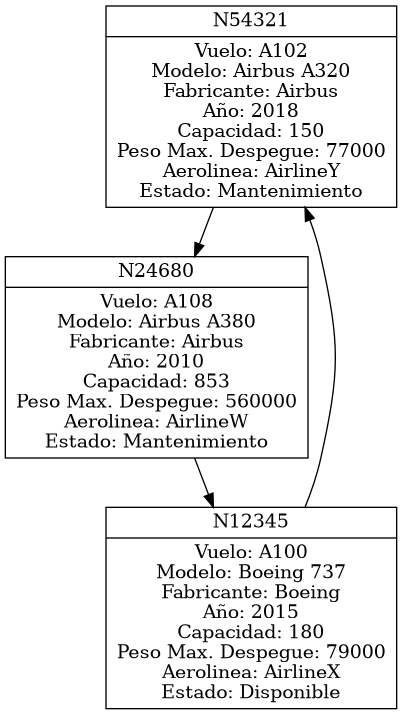 N54321
Vuelo: A102
Modelo: Airbus A320
Fabricante: Airbus
Año: 2018
Capacidad: 150
Peso Max. Despegue: 77000
Aerolinea: AirlineY
Estado: Mantenimiento
N24680
Vuelo: A108
Modelo: Airbus A380
Fabricante: Airbus
Año: 2010
Capacidad: 853
Peso Max. Despegue: 560000
Aerolinea: AirlineW
Estado: Mantenimiento
N12345
Vuelo: A100
Modelo: Boeing 737
Fabricante: Boeing
Año: 2015
Capacidad: 180
Peso Max. Despegue: 79000
Aerolinea: AirlineX
Estado: Disponible